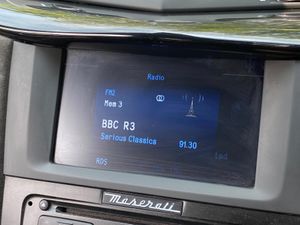 Radio
FM2
Mem 3
BBC R3
Serious Classics 91.30
RDS
Maserati